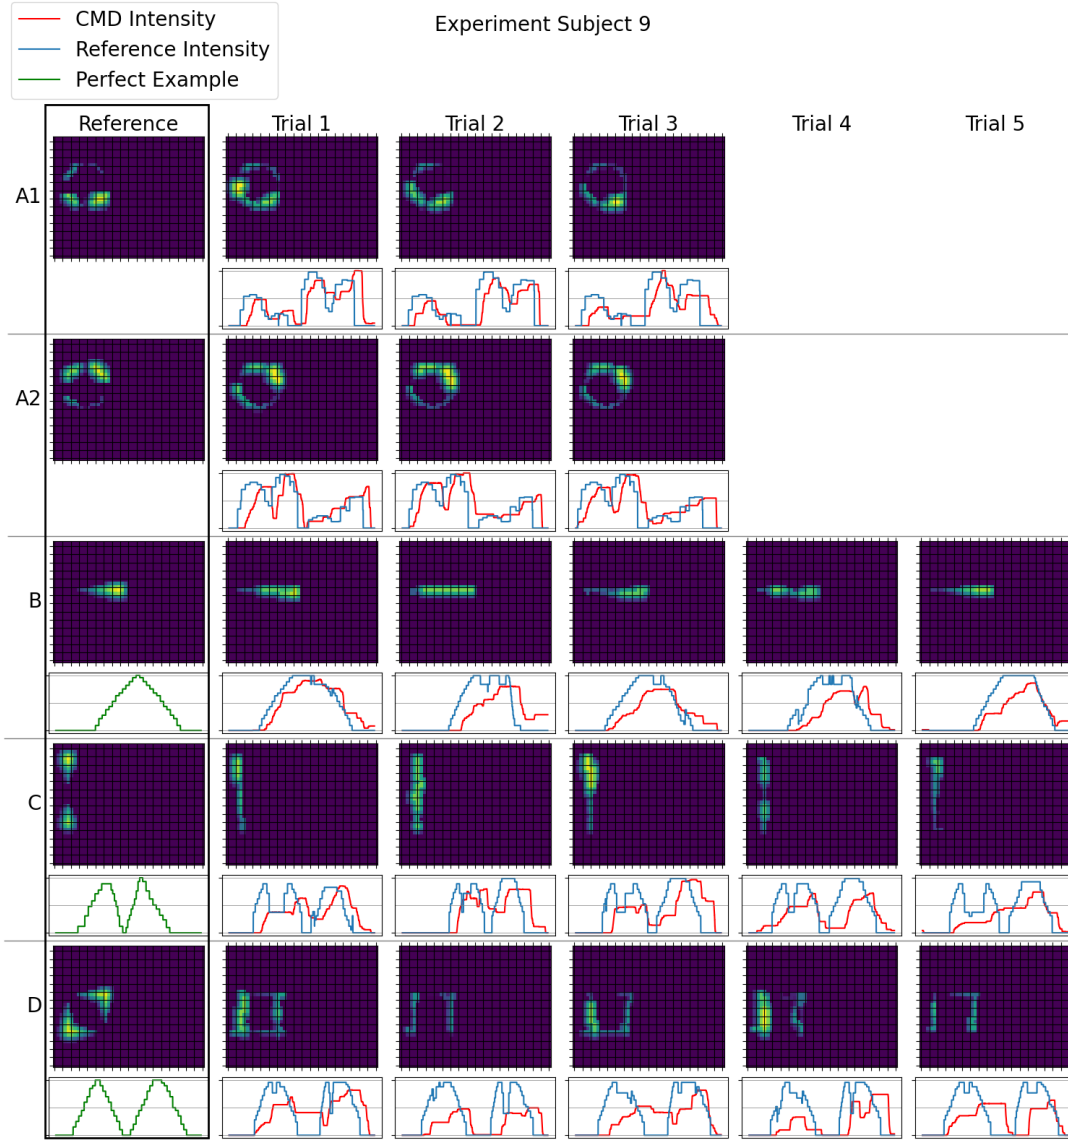 CMD Intensity
Reference Intensity
Perfect Example
Experiment Subject 9
Reference
Trial 1
Trial 2
Trial 3
Trial 4
Trial 5
A1
A2
B
C
D